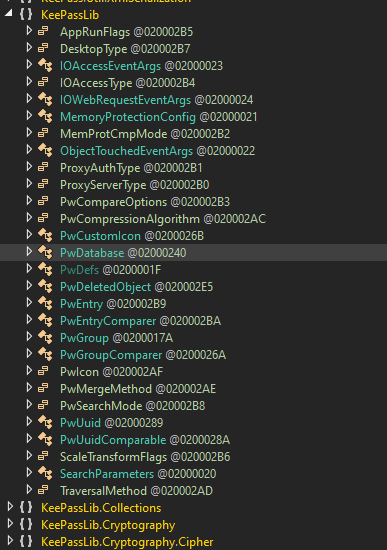 { } KeePassLib
AppRunFlags @020002B5
DesktopType @020002B7
IOAccessEventArgs @02000023
IOAccessType @020002B4
IOWebRequestEventArgs @02000024
MemoryProtectionConfig @02000021
MemProtCmpMode @020002B2
ObjectTouchedEventArgs @02000022
ProxyAuthType @020002B1
ProxyServerType @020002B0
PwCompareOptions @020002B3
PwCompressionAlgorithm @020002AC
PwCustomIcon @0200026B
PwDatabase @02000240
PwDefs @0200001F
PwDeletedObject @020002E5
PwEntry @020002B9
PwEntryComparer @020002BA
PwGroup @0200017A
PwGroupComparer @0200026A
PwIcon @020002AF
PwMergeMethod @020002AE
PwSearchMode @020002B8
PwUuid @02000289
PwUuidComparable @0200028A
ScaleTransformFlags @020002B6
SearchParameters @02000020
TraversalMethod @020002AD
{ } KeePassLib.Collections
{ } KeePassLib.Cryptography
{ } KeePassLib.Cryptography.Cipher